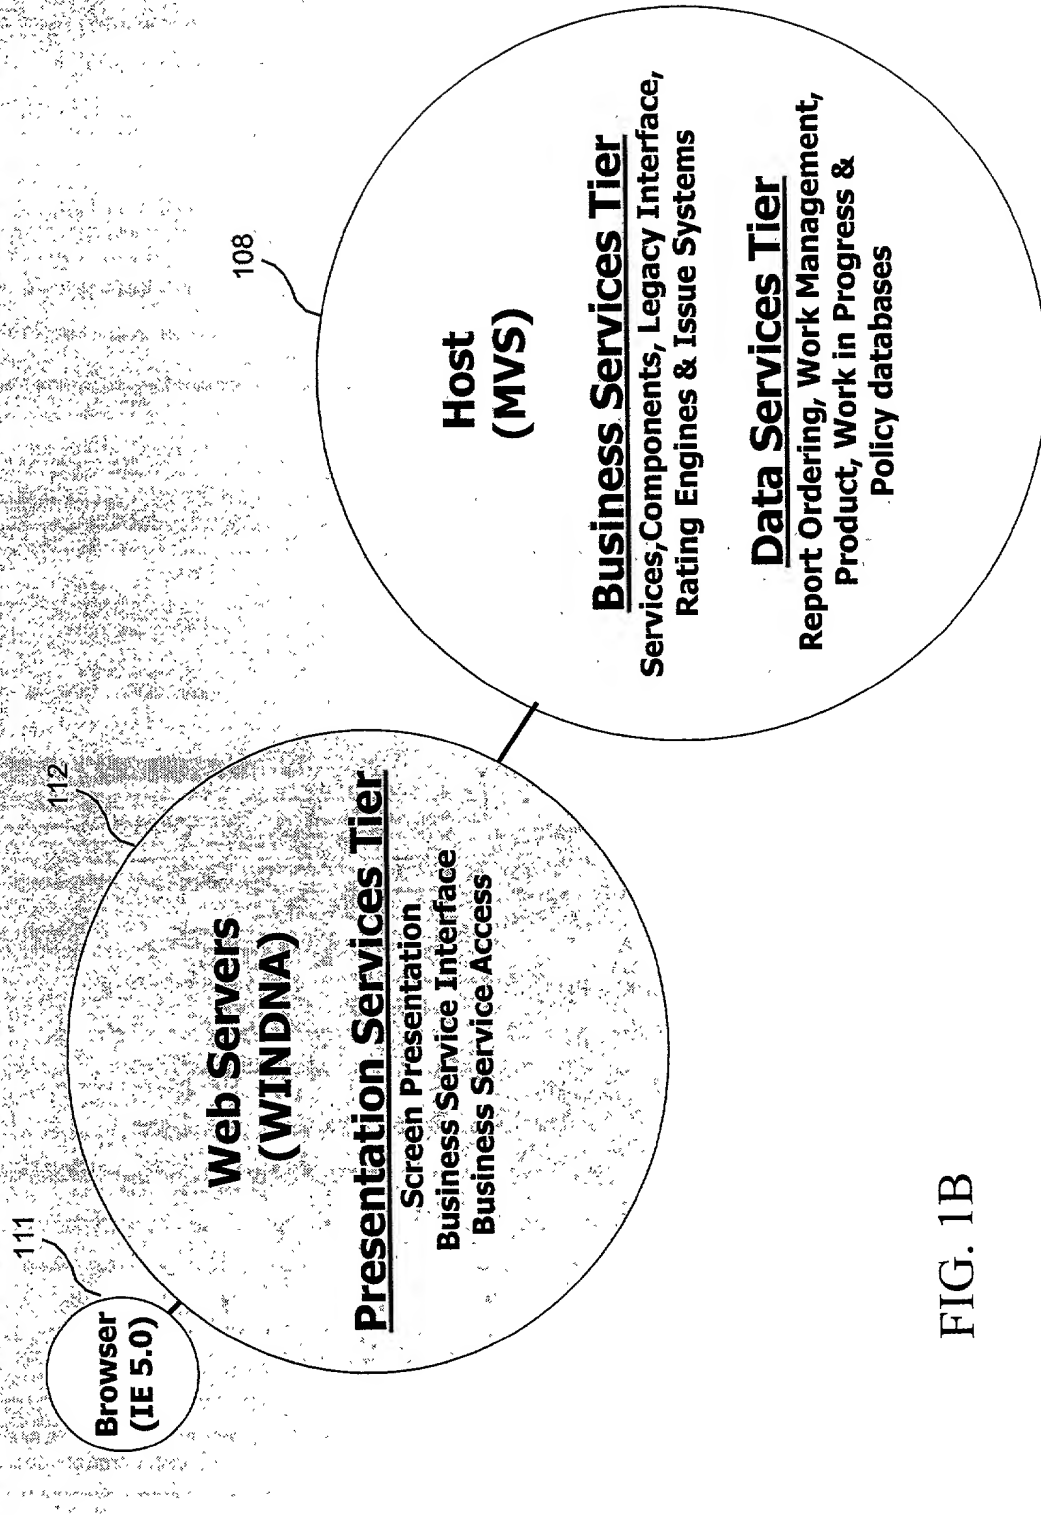 111
Browser
(IE 5.0)
112
Web Servers
(WINDNA)
Presentation Services Tier
Screen Presentation
Business Service Interface
Business Service Access
108
Host
(MVS)
Business Services Tier
Services,Components, Legacy Interface,
Rating Engines & Issue Systems
Data Services Tier
Report Ordering, Work Management,
Product, Work in Progress &
Policy databases
FIG. 1B